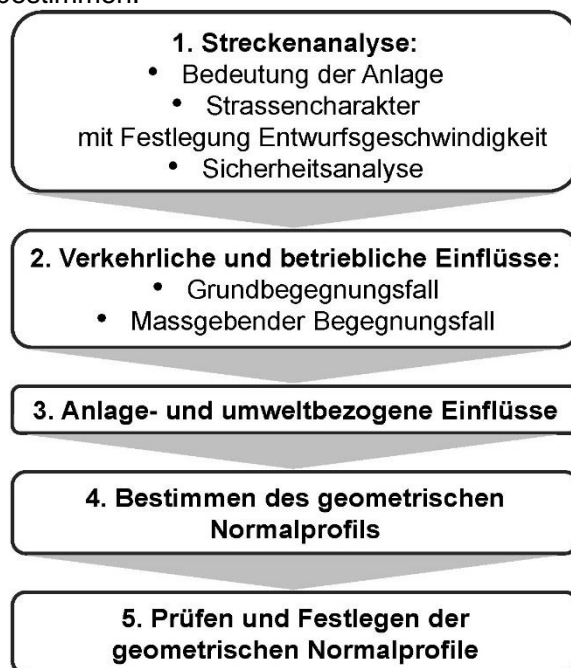 bestimmen.
1. Streckenanalyse:
• Bedeutung der Anlage
• Strassencharakter
mit Festlegung Entwurfsgeschwindigkeit
• Sicherheitsanalyse
2. Verkehrliche und betriebliche Einflüsse:
• Grundbegegnungsfall
• Massgebender Begegnungsfall
3. Anlage- und umweltbezogene Einflüsse
4. Bestimmen des geometrischen
Normalprofils
5. Prüfen und Festlegen der
geometrischen Normalprofile